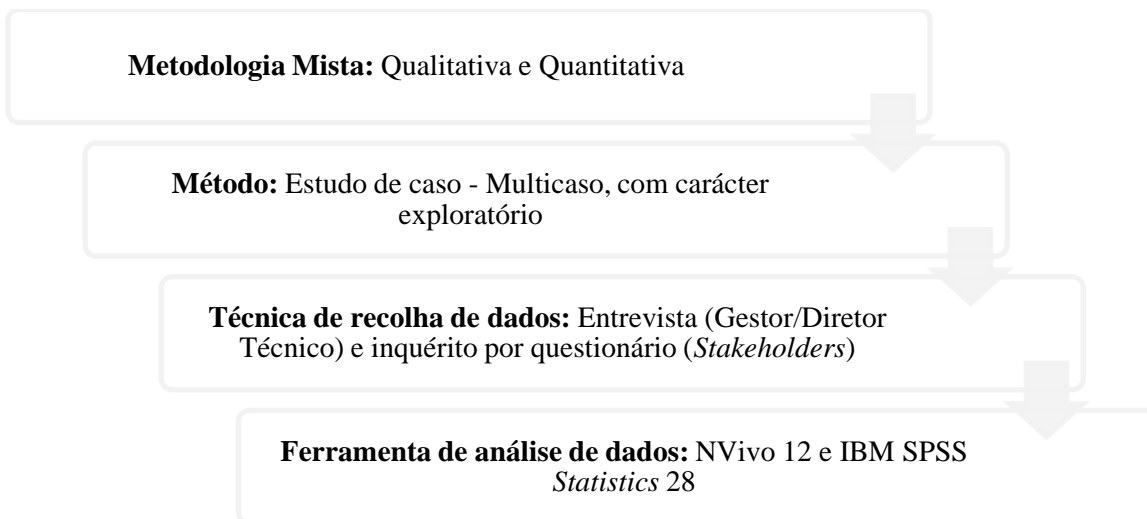 Metodologia Mista: Qualitativa e Quantitativa
Método: Estudo de caso - Multicaso, com carácter
exploratório
Técnica de recolha de dados: Entrevista (Gestor/Diretor
Técnico) e inquérito por questionário (Stakeholders)
Ferramenta de análise de dados: NVivo 12 e IBM SPSS
Statistics 28